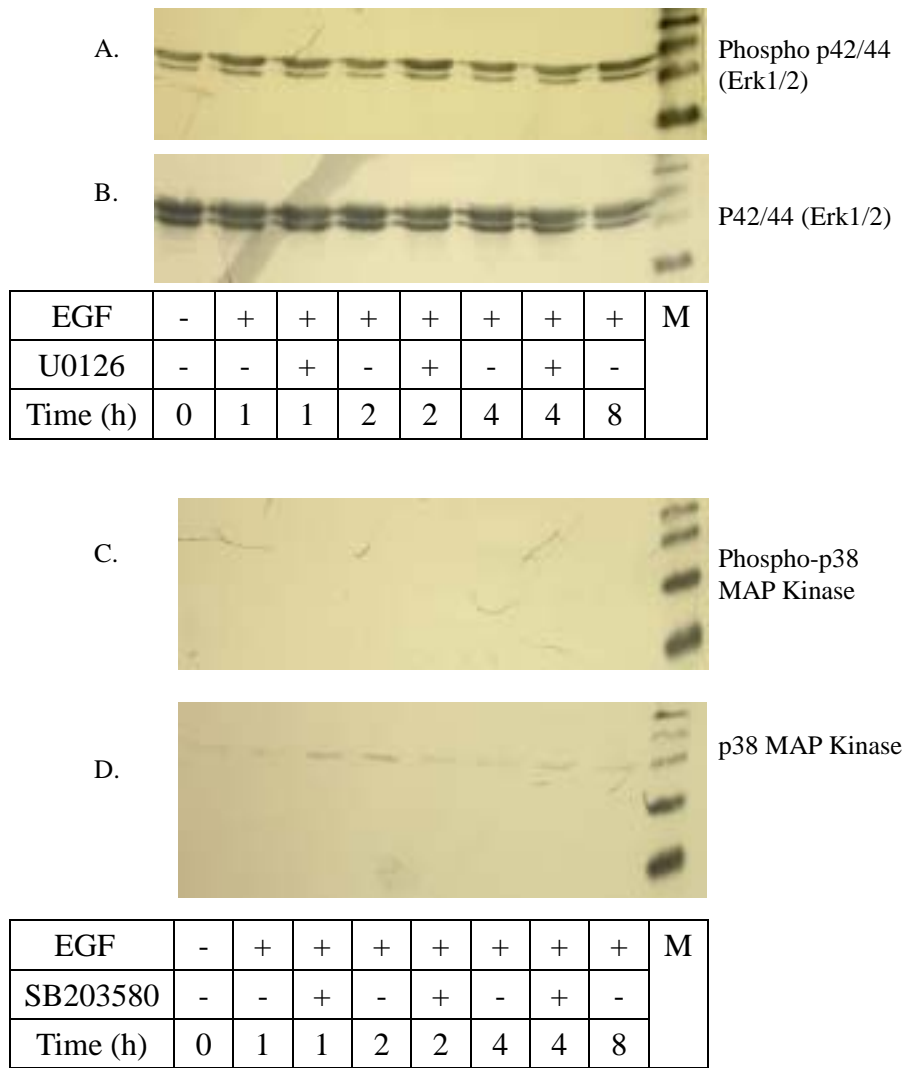 A.
Phospho p42/44
(Erk1/2)
B.
P42/44 (Erk1/2)
EGF - + + + + + + + M
U0126 - - + - + - + -
Time (h) 0 1 1 2 2 4 4 8
C.
Phospho-p38
MAP Kinase
p38 MAP Kinase
D.
EGF - + + + + + + + M
SB203580 - - + - + - + -
Time (h) 0 1 1 2 2 4 4 8